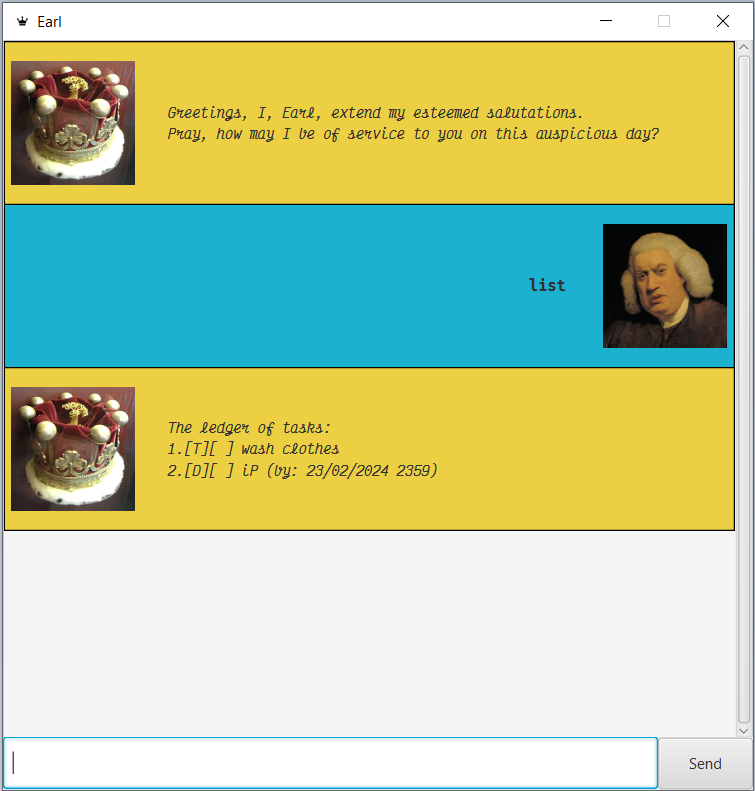 Earl
Greetings, I, Earl, extend my esteemed salutations.
Pray, how may I be of service to you on this auspicious day?
list
The ledger of tasks:
1.[T][ ] wash clothes
2.[D][ ] iP (by: 23/02/2024 2359)
Send